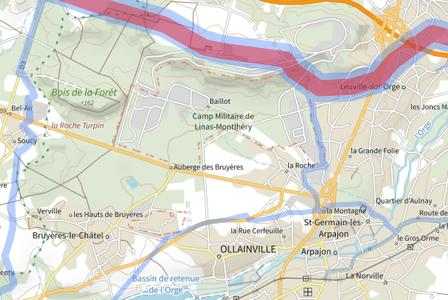 D3
Bois de la Forêt
162
Baillot
Leuville-sur-Orge
Bel-Air
Camp Militaire de
Linas-Montlhéry
les Joncs M
la Roche Turpin
l'Orge
Soucy
la Grande Folie
Auberge des Bruyères
la Roche
Quartier d'Aulnay
Verville
les Hauts de Bruyères
la Montagne
Route de
St-Germain-lès-
Arpajon
la Rue Cerfeuille
Bruyères-le-Châtel
le Gros Orme
OLLAINVILLE
Arpajon
enty
Bassin de retenue
de l'Orge
La Norville